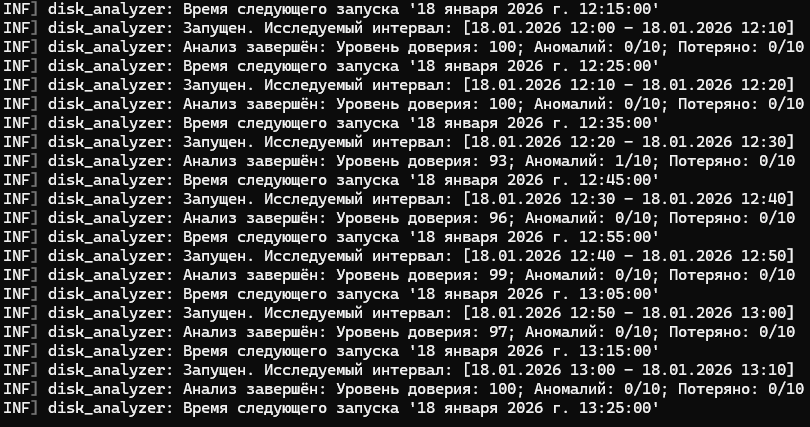 INF] disk_analyzer: Время следующего запуска '18 января 2026 г. 12:15:00'
INF] disk_analyzer: Запущен. Исследуемый интервал: [18.01.2026 12:00 – 18.01.2026 12:10]
INF] disk_analyzer: Анализ завершён: Уровень доверия: 100; Аномалий: 0/10; Потеряно: 0/10
INF] disk_analyzer: Время следующего запуска '18 января 2026 г. 12:25:00'
INF] disk_analyzer: Запущен. Исследуемый интервал: [18.01.2026 12:10 – 18.01.2026 12:20]
INF] disk_analyzer: Анализ завершён: Уровень доверия: 100; Аномалий: 0/10; Потеряно: 0/10
INF] disk_analyzer: Время следующего запуска '18 января 2026 г. 12:35:00'
INF] disk_analyzer: Запущен. Исследуемый интервал: [18.01.2026 12:20 – 18.01.2026 12:30]
INF] disk_analyzer: Анализ завершён: Уровень доверия: 93; Аномалий: 1/10; Потеряно: 0/10
INF] disk_analyzer: Время следующего запуска '18 января 2026 г. 12:45:00'
INF] disk_analyzer: Запущен. Исследуемый интервал: [18.01.2026 12:30 – 18.01.2026 12:40]
INF] disk_analyzer: Анализ завершён: Уровень доверия: 96; Аномалий: 0/10; Потеряно: 0/10
INF] disk_analyzer: Время следующего запуска '18 января 2026 г. 12:55:00'
INF] disk_analyzer: Запущен. Исследуемый интервал: [18.01.2026 12:40 – 18.01.2026 12:50]
INF] disk_analyzer: Анализ завершён: Уровень доверия: 99; Аномалий: 0/10; Потеряно: 0/10
INF] disk_analyzer: Время следующего запуска '18 января 2026 г. 13:05:00'
INF] disk_analyzer: Запущен. Исследуемый интервал: [18.01.2026 12:50 – 18.01.2026 13:00]
INF] disk_analyzer: Анализ завершён: Уровень доверия: 97; Аномалий: 0/10; Потеряно: 0/10
INF] disk_analyzer: Время следующего запуска '18 января 2026 г. 13:15:00'
INF] disk_analyzer: Запущен. Исследуемый интервал: [18.01.2026 13:00 – 18.01.2026 13:10]
INF] disk_analyzer: Анализ завершён: Уровень доверия: 100; Аномалий: 0/10; Потеряно: 0/10
INF] disk_analyzer: Время следующего запуска '18 января 2026 г. 13:25:00'